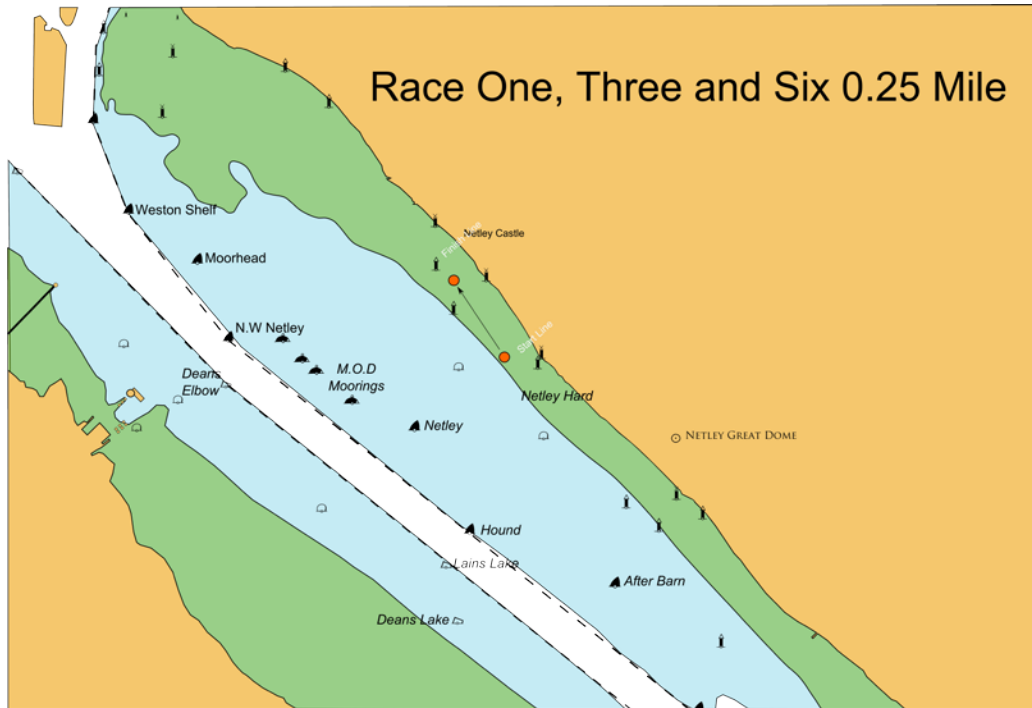 Race One, Three and Six 0.25 Mile
Weston Shelf
Finish Line
Netley Castle
Moorhead
N.W Netley
Start Line
M.O.D
Moorings
Deans
Elbow
Netley Hard
Netley
NETLEY GREAT DOME
Hound
Lains Lake
After Barn
Deans Lake